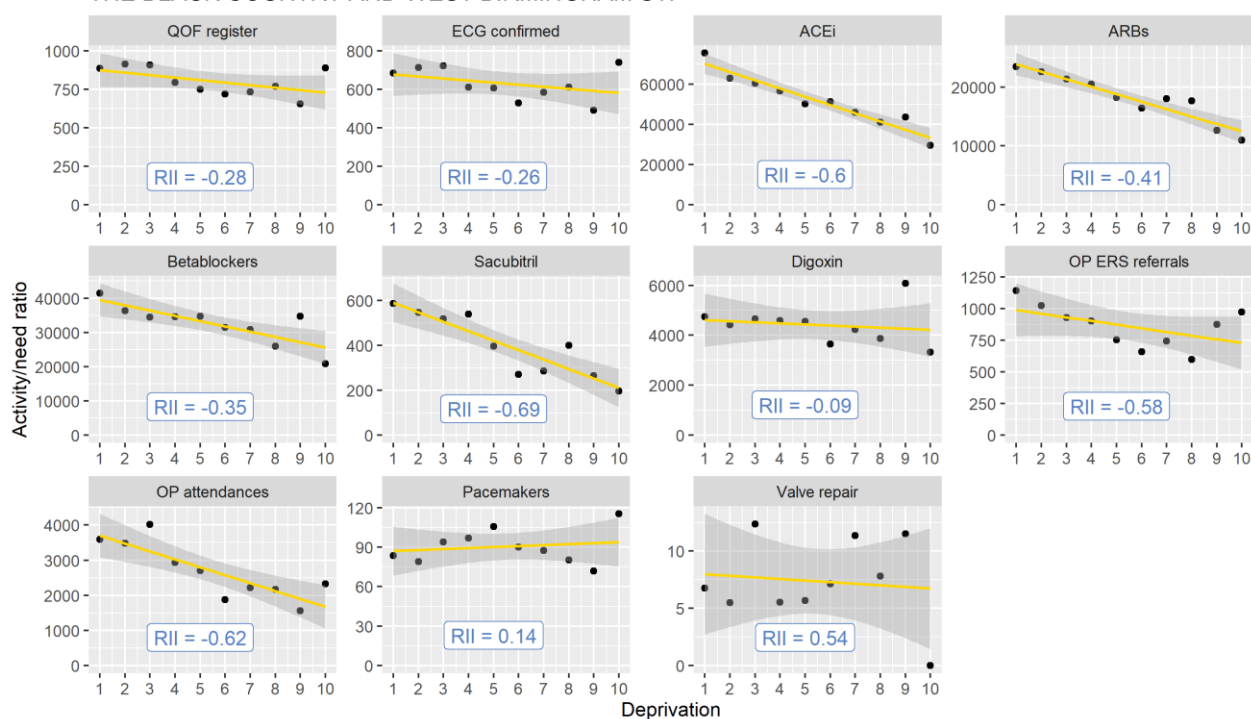 THE BLACK COUNTRY AND WEST BIRMINGHAM
QOF register
1000
750
500
250
0
RII = -0.28
1 2 3 4 5 6 7 8 9 10
ECG confirmed
800
600
400
200
0
RII = -0.26
1 2 3 4 5 6 7 8 9 10
ACEi
60000
40000
20000
0
RII = -0.6
1 2 3 4 5 6 7 8 9 10
ARBs
20000
10000
0
RII = -0.41
1 2 3 4 5 6 7 8 9 10
Activity/need ratio
Betablockers
40000
30000
20000
10000
0
RII = -0.35
1 2 3 4 5 6 7 8 9 10
Sacubitril
600
400
200
0
RII = -0.69
1 2 3 4 5 6 7 8 9 10
Digoxin
6000
4000
2000
0
RII = -0.09
1 2 3 4 5 6 7 8 9 10
OP ERS referrals
1250
1000
750
500
250
0
RII = -0.58
1 2 3 4 5 6 7 8 9 10
OP attendances
4000
3000
2000
1000
0
RII = -0.62
1 2 3 4 5 6 7 8 9 10
Pacemakers
120
90
60
30
0
RII = 0.14
1 2 3 4 5 6 7 8 9 10
Valve repair
10
5
0
RII = 0.54
1 2 3 4 5 6 7 8 9 10
Deprivation